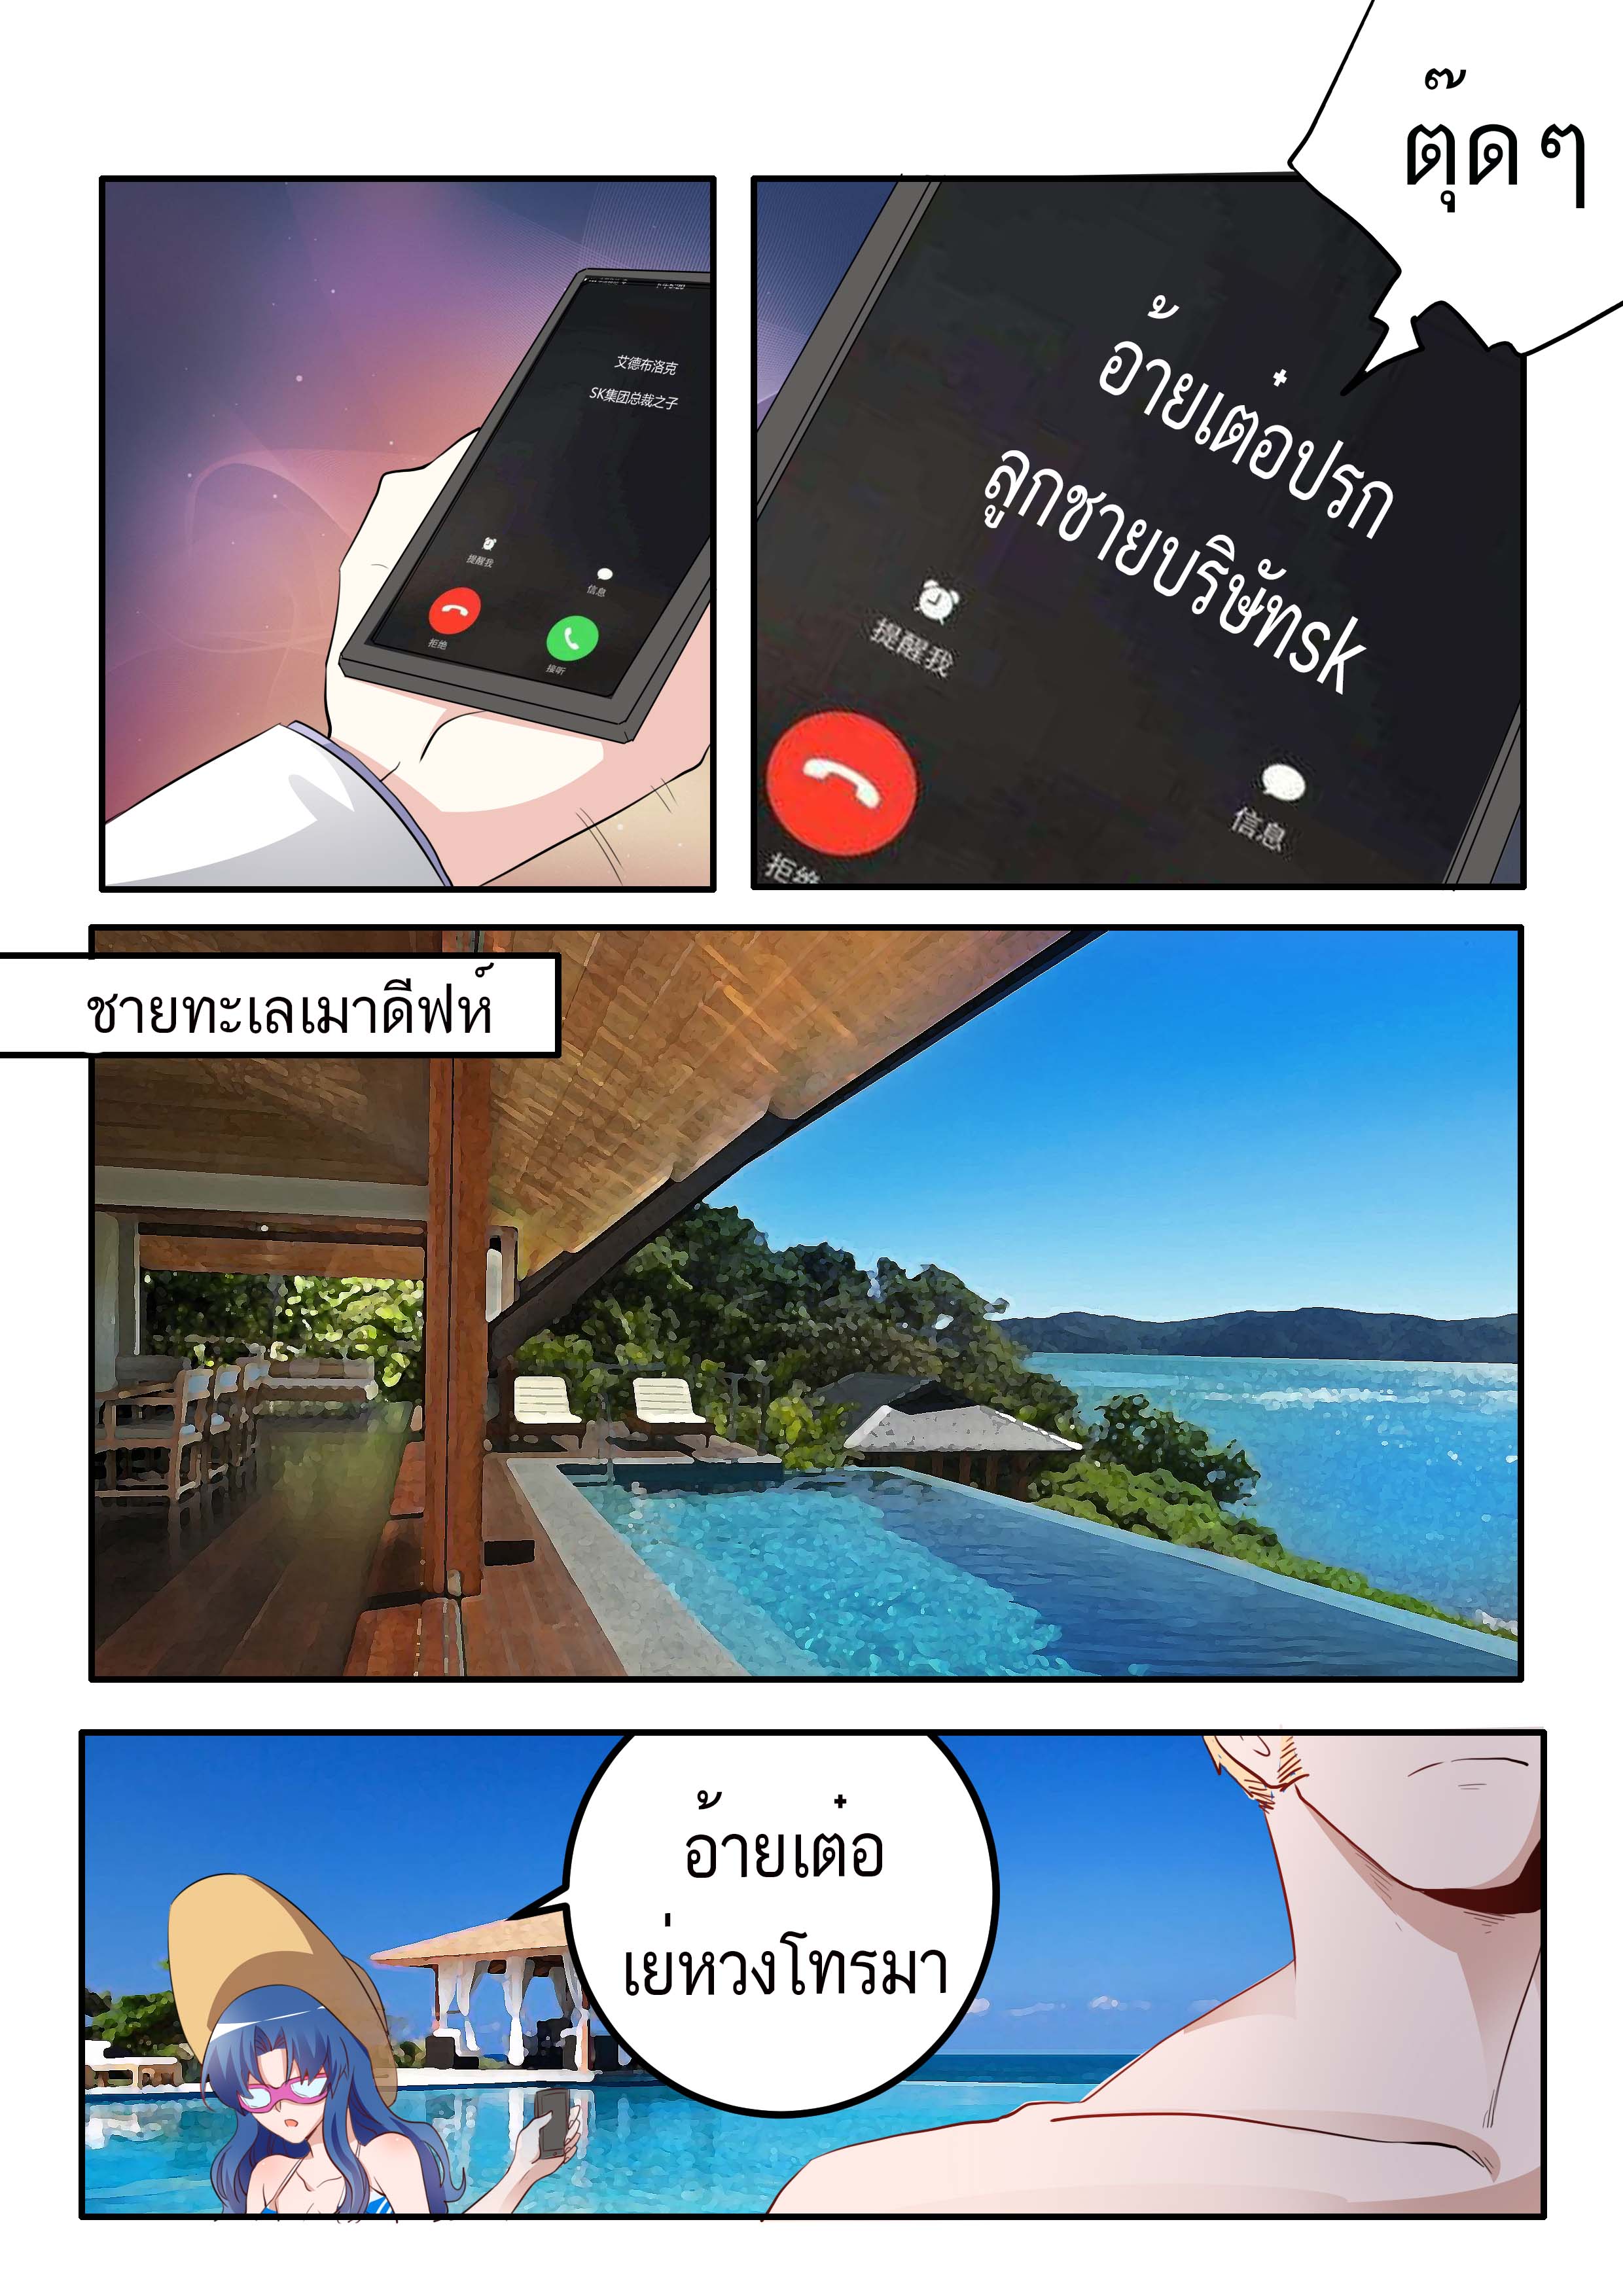 ตุ๊ดๆ
艾德布洛克
SK集团总裁之子
提醒我
信息
拒绝
接听
อ้ายเต๋อปรก
ลูกชายบริษัทsk
提醒我
信息
拒绝
ชายทะเลเมาดีฟห์
อ้ายเต๋อ
เย่หวงโทรมา